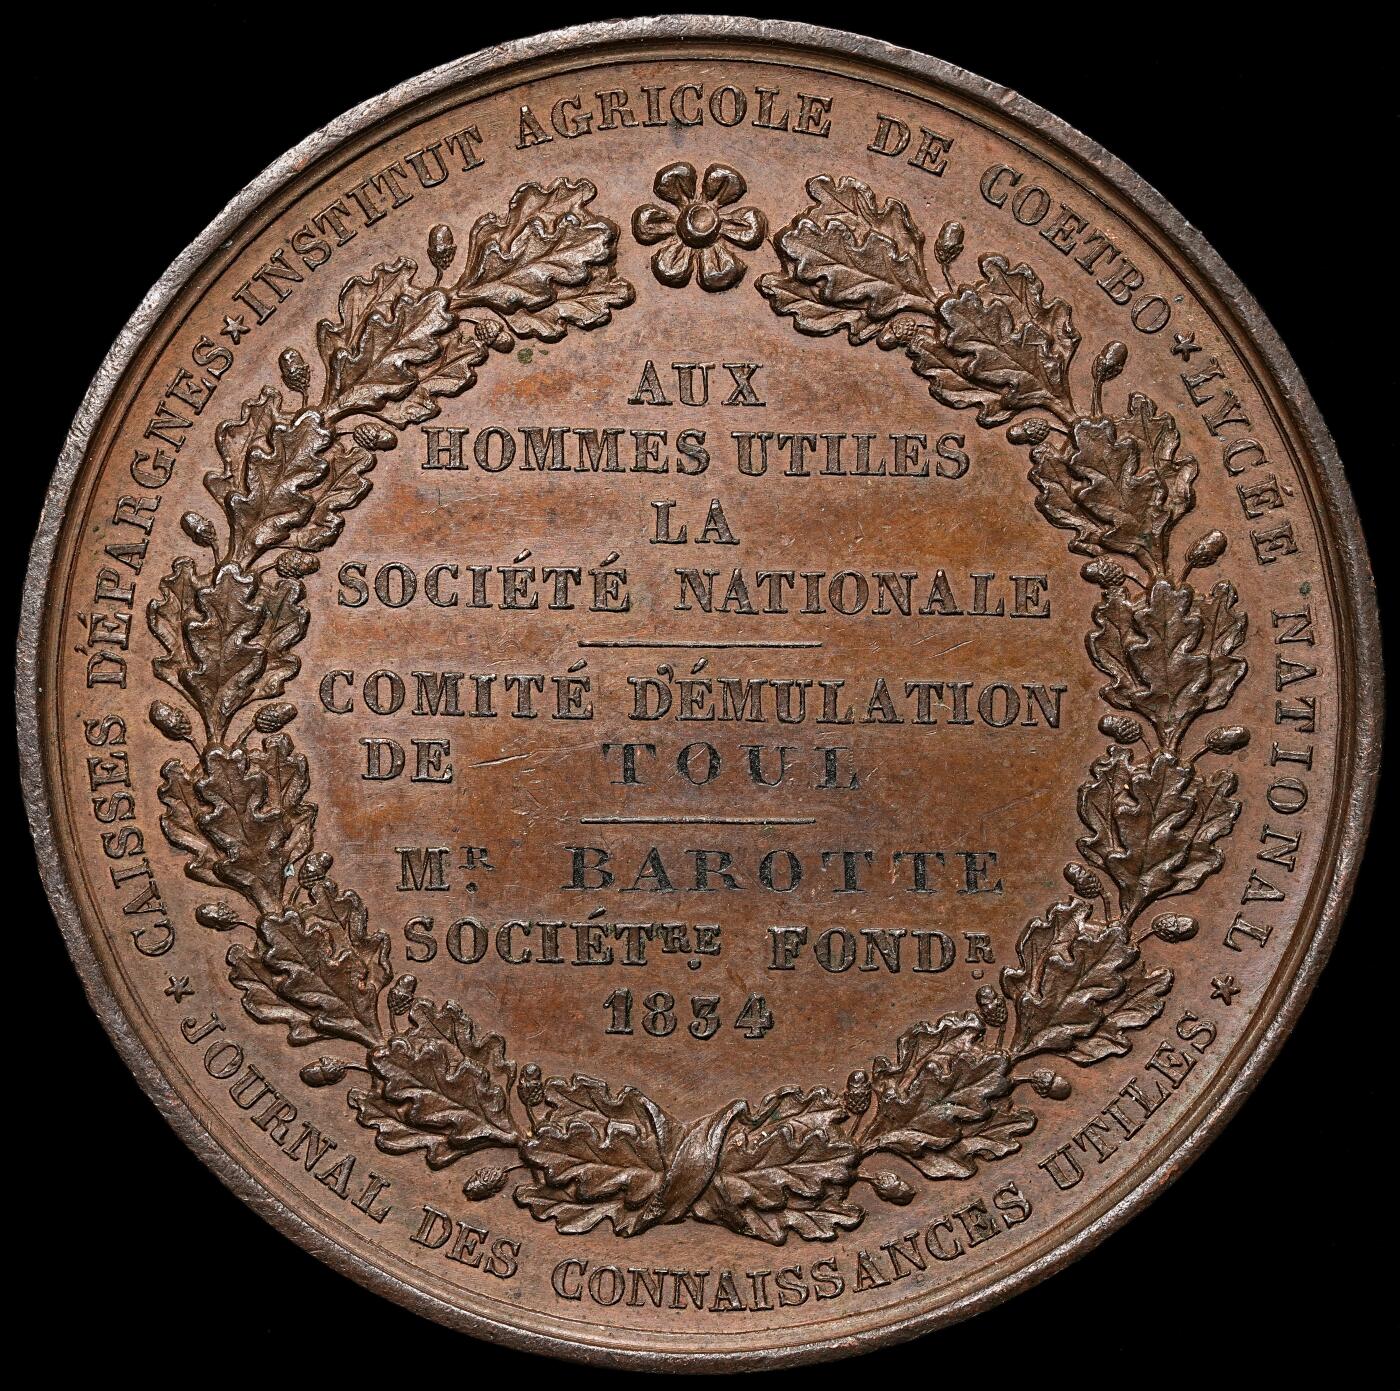 ★ INSTITUT AGRICOLE DE COETBO ★ LYCÉE NATIONAL ★ JOURNAL DES CONNAISSANCES UTILES ★ CAISSES D'ÉPARGNES
AUX
HOMMES UTILES
LA
SOCIÉTÉ NATIONALE
COMITÉ D'ÉMULATION
DE TOUL
MR. BAROTTE
SOCIÉTRE. FONDR.
1834